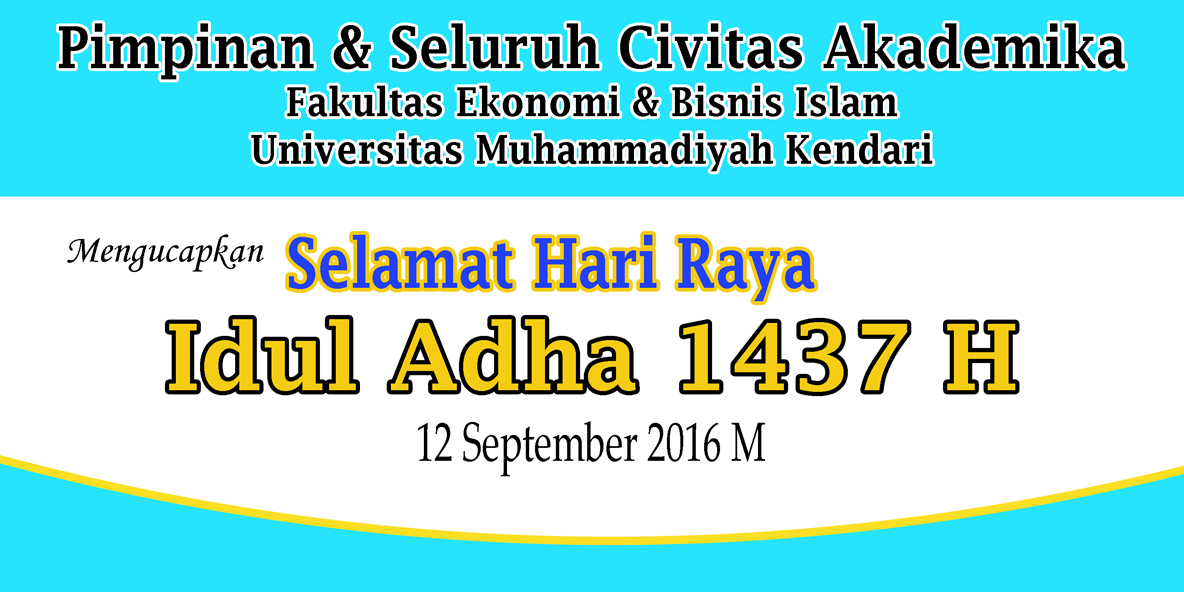 Pimpinan & Seluruh Civitas Akademika
Fakultas Ekonomi & Bisnis Islam
Universitas Muhammadiyah Kendari
Mengucapkan Selamat Hari Raya
Idul Adha 1437 H
12 September 2016 M